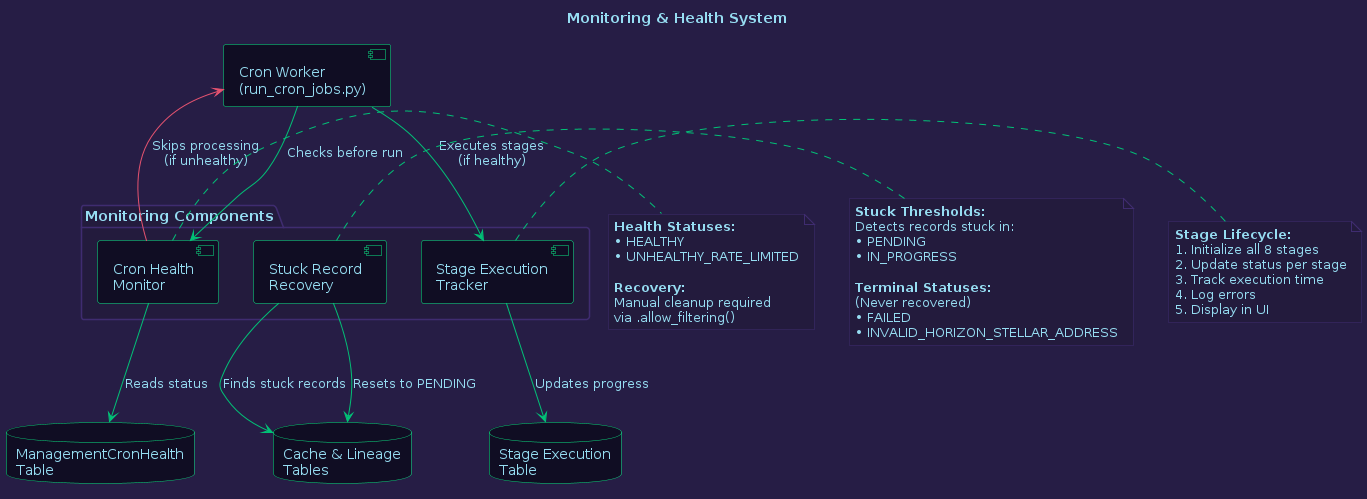 Monitoring & Health System
Cron Worker
(run_cron_jobs.py)
Skips processing
(if unhealthy)
Checks before run
Executes stages
(if healthy)
Monitoring Components
Cron Health
Monitor
Stuck Record
Recovery
Stage Execution
Tracker
Health Statuses:
• HEALTHY
• UNHEALTHY_RATE_LIMITED
Recovery:
Manual cleanup required
via .allow_filtering()
Stuck Thresholds:
Detects records stuck in:
• PENDING
• IN_PROGRESS
Terminal Statuses:
(Never recovered)
• FAILED
• INVALID_HORIZON_STELLAR_ADDRESS
Stage Lifecycle:
1. Initialize all 8 stages
2. Update status per stage
3. Track execution time
4. Log errors
5. Display in UI
Reads status
Finds stuck records
Resets to PENDING
Updates progress
ManagementCronHealth
Table
Cache & Lineage
Tables
Stage Execution
Table